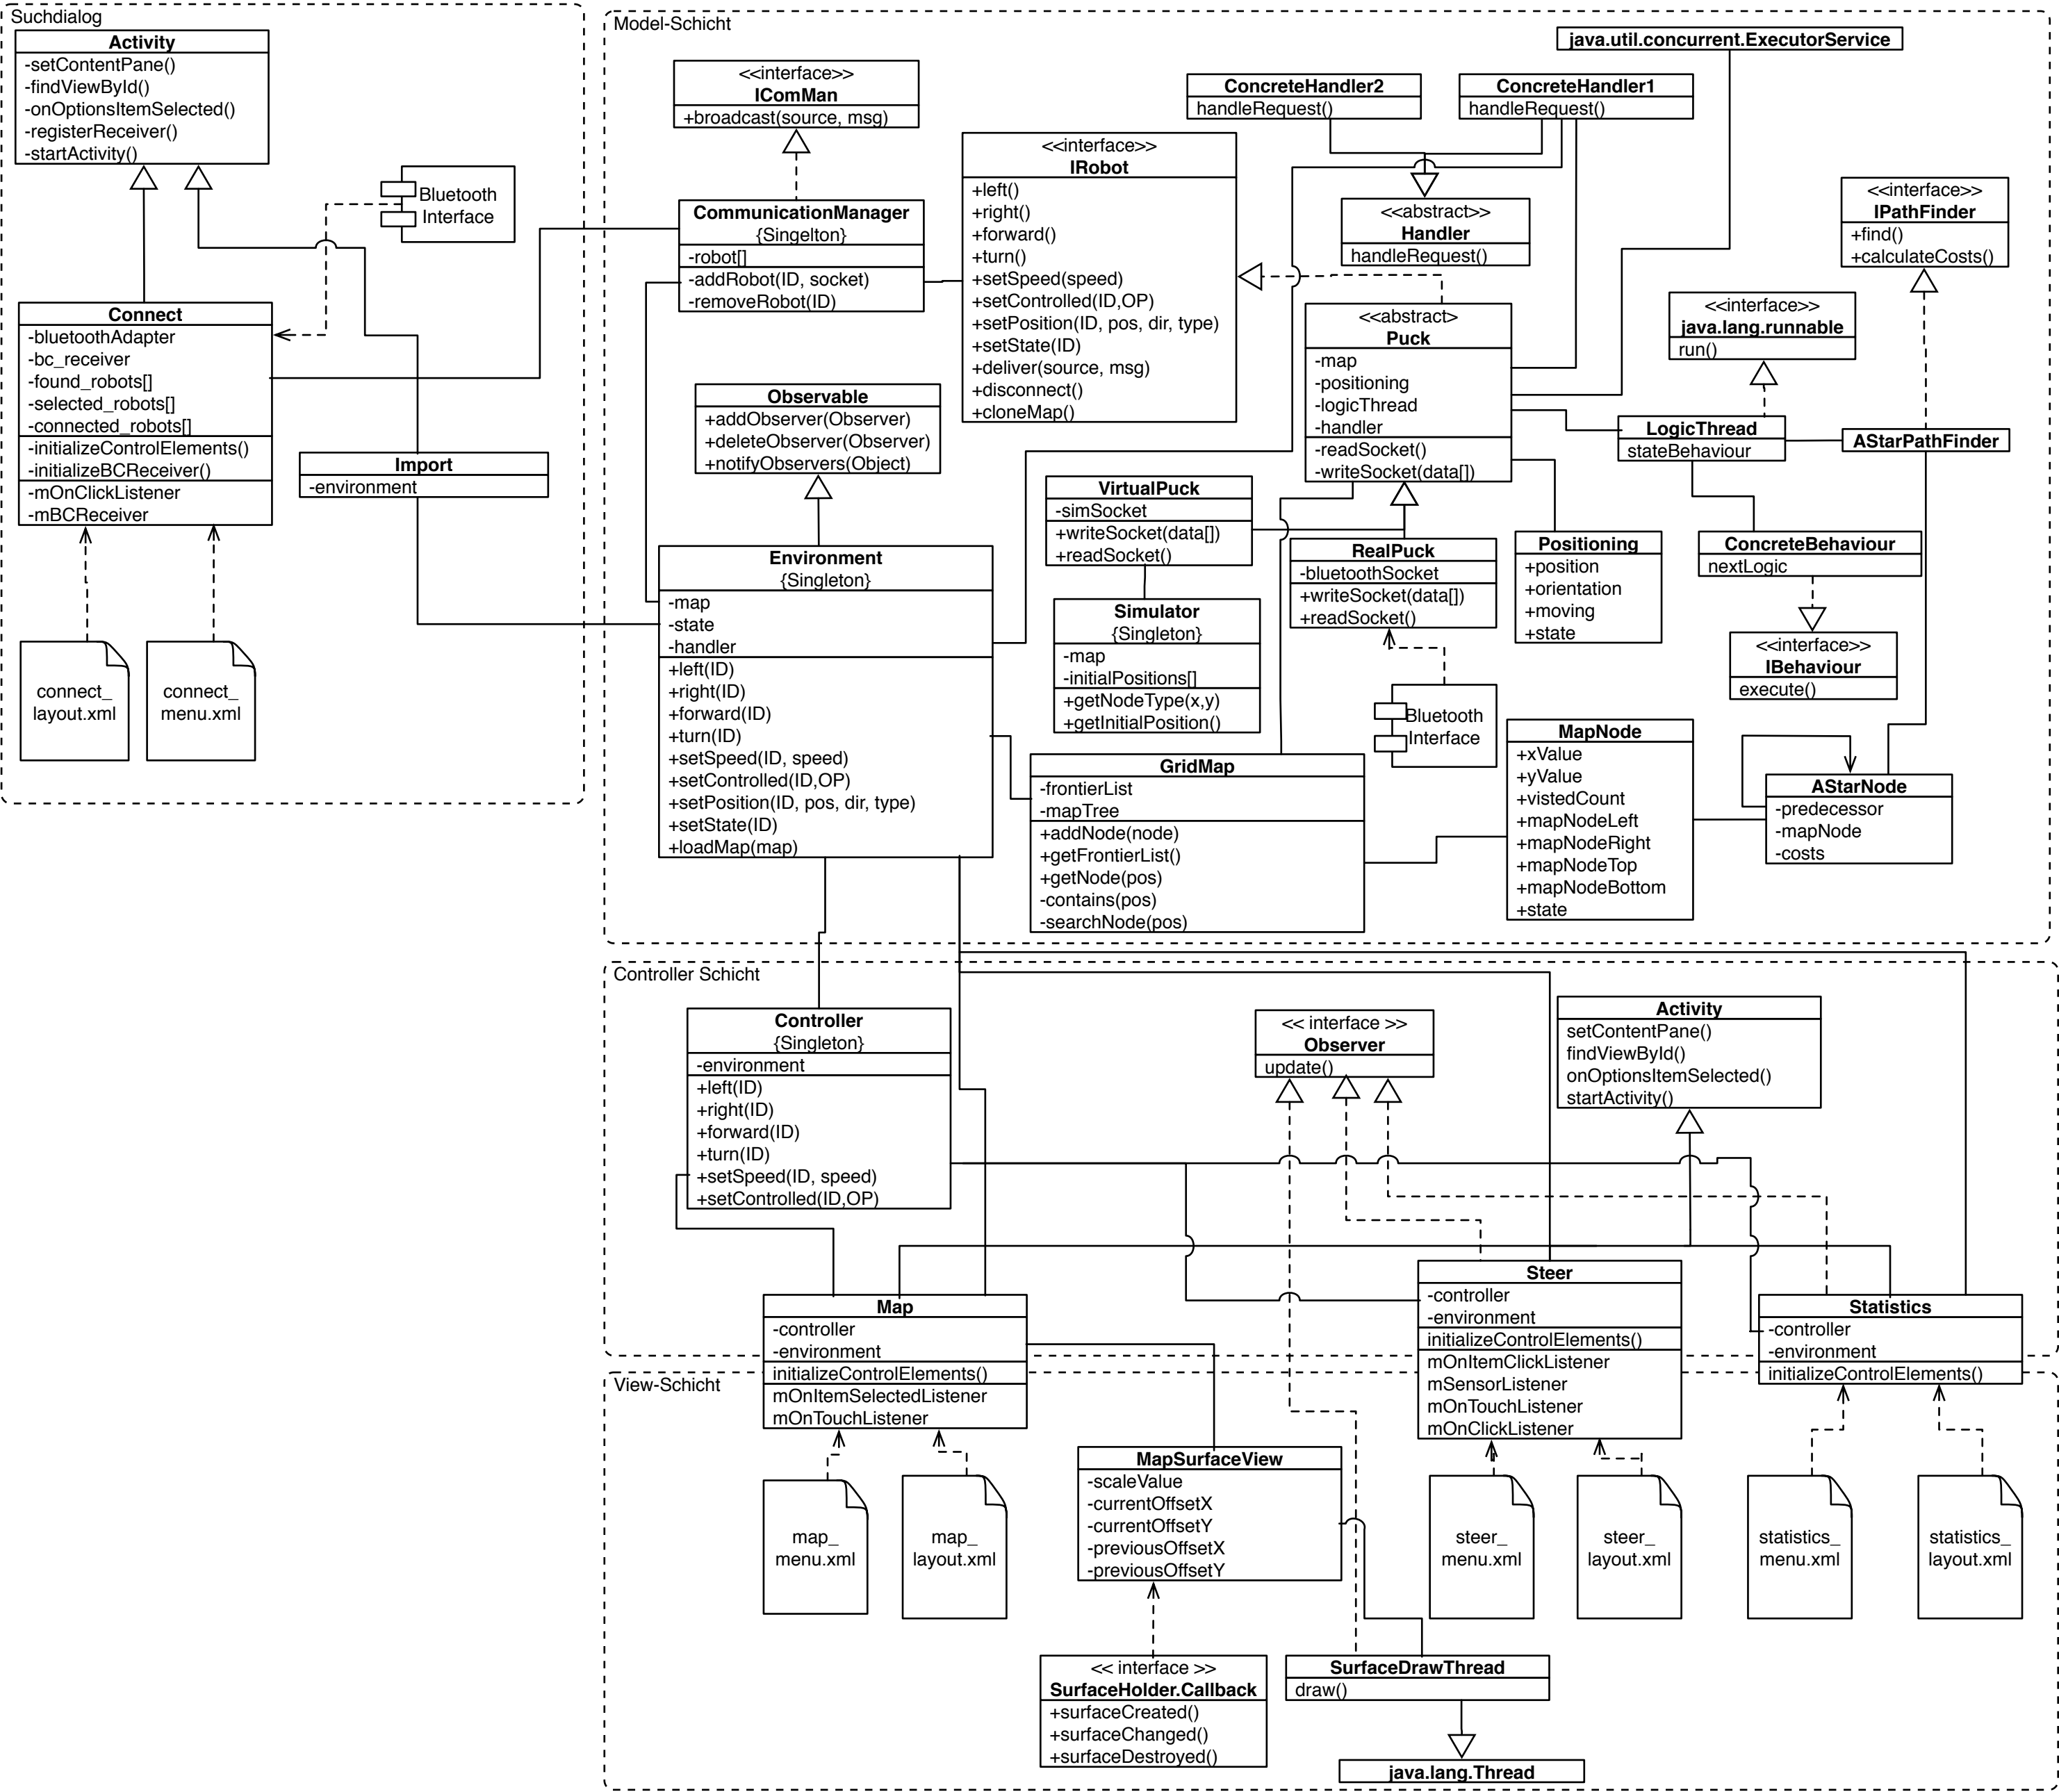 Suchdialog
Activity
-setContentPane()
-findViewById()
-onOptionsItemSelected()
-registerReceiver()
-startActivity()
Bluetooth
Interface
Connect
-bluetoothAdapter
-bc_receiver
-found_robots[]
-selected_robots[]
-connected_robots[]
-initializeControlElements()
-initializeBCReceiver()
-mOnClickListener
-mBCReceiver
Import
-environment
connect_
layout.xml
connect_
menu.xml
Model-Schicht
<<interface>>
IComMan
+broadcast(source, msg)
CommunicationManager
{Singelton}
-robot[]
-addRobot(ID, socket)
-removeRobot(ID)
Observable
+addObserver(Observer)
+deleteObserver(Observer)
+notifyObservers(Object)
Environment
{Singleton}
-map
-state
-handler
+left(ID)
+right(ID)
+forward(ID)
+turn(ID)
+setSpeed(ID, speed)
+setControlled(ID,OP)
+setPosition(ID, pos, dir, type)
+setState(ID)
+loadMap(map)
<<interface>>
IRobot
+left()
+right()
+forward()
+turn()
+setSpeed(speed)
+setControlled(ID,OP)
+setPosition(ID, pos, dir, type)
+setState(ID)
+deliver(source, msg)
+disconnect()
+cloneMap()
ConcreteHandler2
handleRequest()
ConcreteHandler1
handleRequest()
java.util.concurrent.ExecutorService
<<abstract>>
Handler
handleRequest()
<<abstract>
Puck
-map
-positioning
-logicThread
-handler
-readSocket()
-writeSocket(data[])
<<interface>>
IPathFinder
+find()
+calculateCosts()
<<interface>>
java.lang.runnable
run()
LogicThread
stateBehaviour
AStarPathFinder
VirtualPuck
-simSocket
+writeSocket(data[])
+readSocket()
Simulator
{Singleton}
-map
-initialPositions[]
+getNodeType(x,y)
+getInitialPosition()
RealPuck
-bluetoothSocket
+writeSocket(data[])
+readSocket()
Bluetooth
Interface
Positioning
+position
+orientation
+moving
+state
ConcreteBehaviour
nextLogic
<<interface>>
IBehaviour
execute()
GridMap
-frontierList
-mapTree
+addNode(node)
+getFrontierList()
+getNode(pos)
-contains(pos)
-searchNode(pos)
MapNode
+xValue
+yValue
+vistedCount
+mapNodeLeft
+mapNodeRight
+mapNodeTop
+mapNodeBottom
+state
AStarNode
-predecessor
-mapNode
-costs
Controller Schicht
Controller
{Singleton}
-environment
+left(ID)
+right(ID)
+forward(ID)
+turn(ID)
+setSpeed(ID, speed)
+setControlled(ID,OP)
<< interface >>
Observer
update()
Activity
setContentPane()
findViewById()
onOptionsItemSelected()
startActivity()
Map
-controller
-environment
initializeControlElements()
mOnItemSelectedListener
mOnTouchListener
Steer
-controller
-environment
initializeControlElements()
mOnItemClickListener
mSensorListener
mOnTouchListener
mOnClickListener
Statistics
-controller
-environment
initializeControlElements()
View-Schicht
map_
menu.xml
map_
layout.xml
MapSurfaceView
-scaleValue
-currentOffsetX
-currentOffsetY
-previousOffsetX
-previousOffsetY
steer_
menu.xml
steer_
layout.xml
statistics_
menu.xml
statistics_
layout.xml
<< interface >>
SurfaceHolder.Callback
+surfaceCreated()
+surfaceChanged()
+surfaceDestroyed()
SurfaceDrawThread
draw()
java.lang.Thread